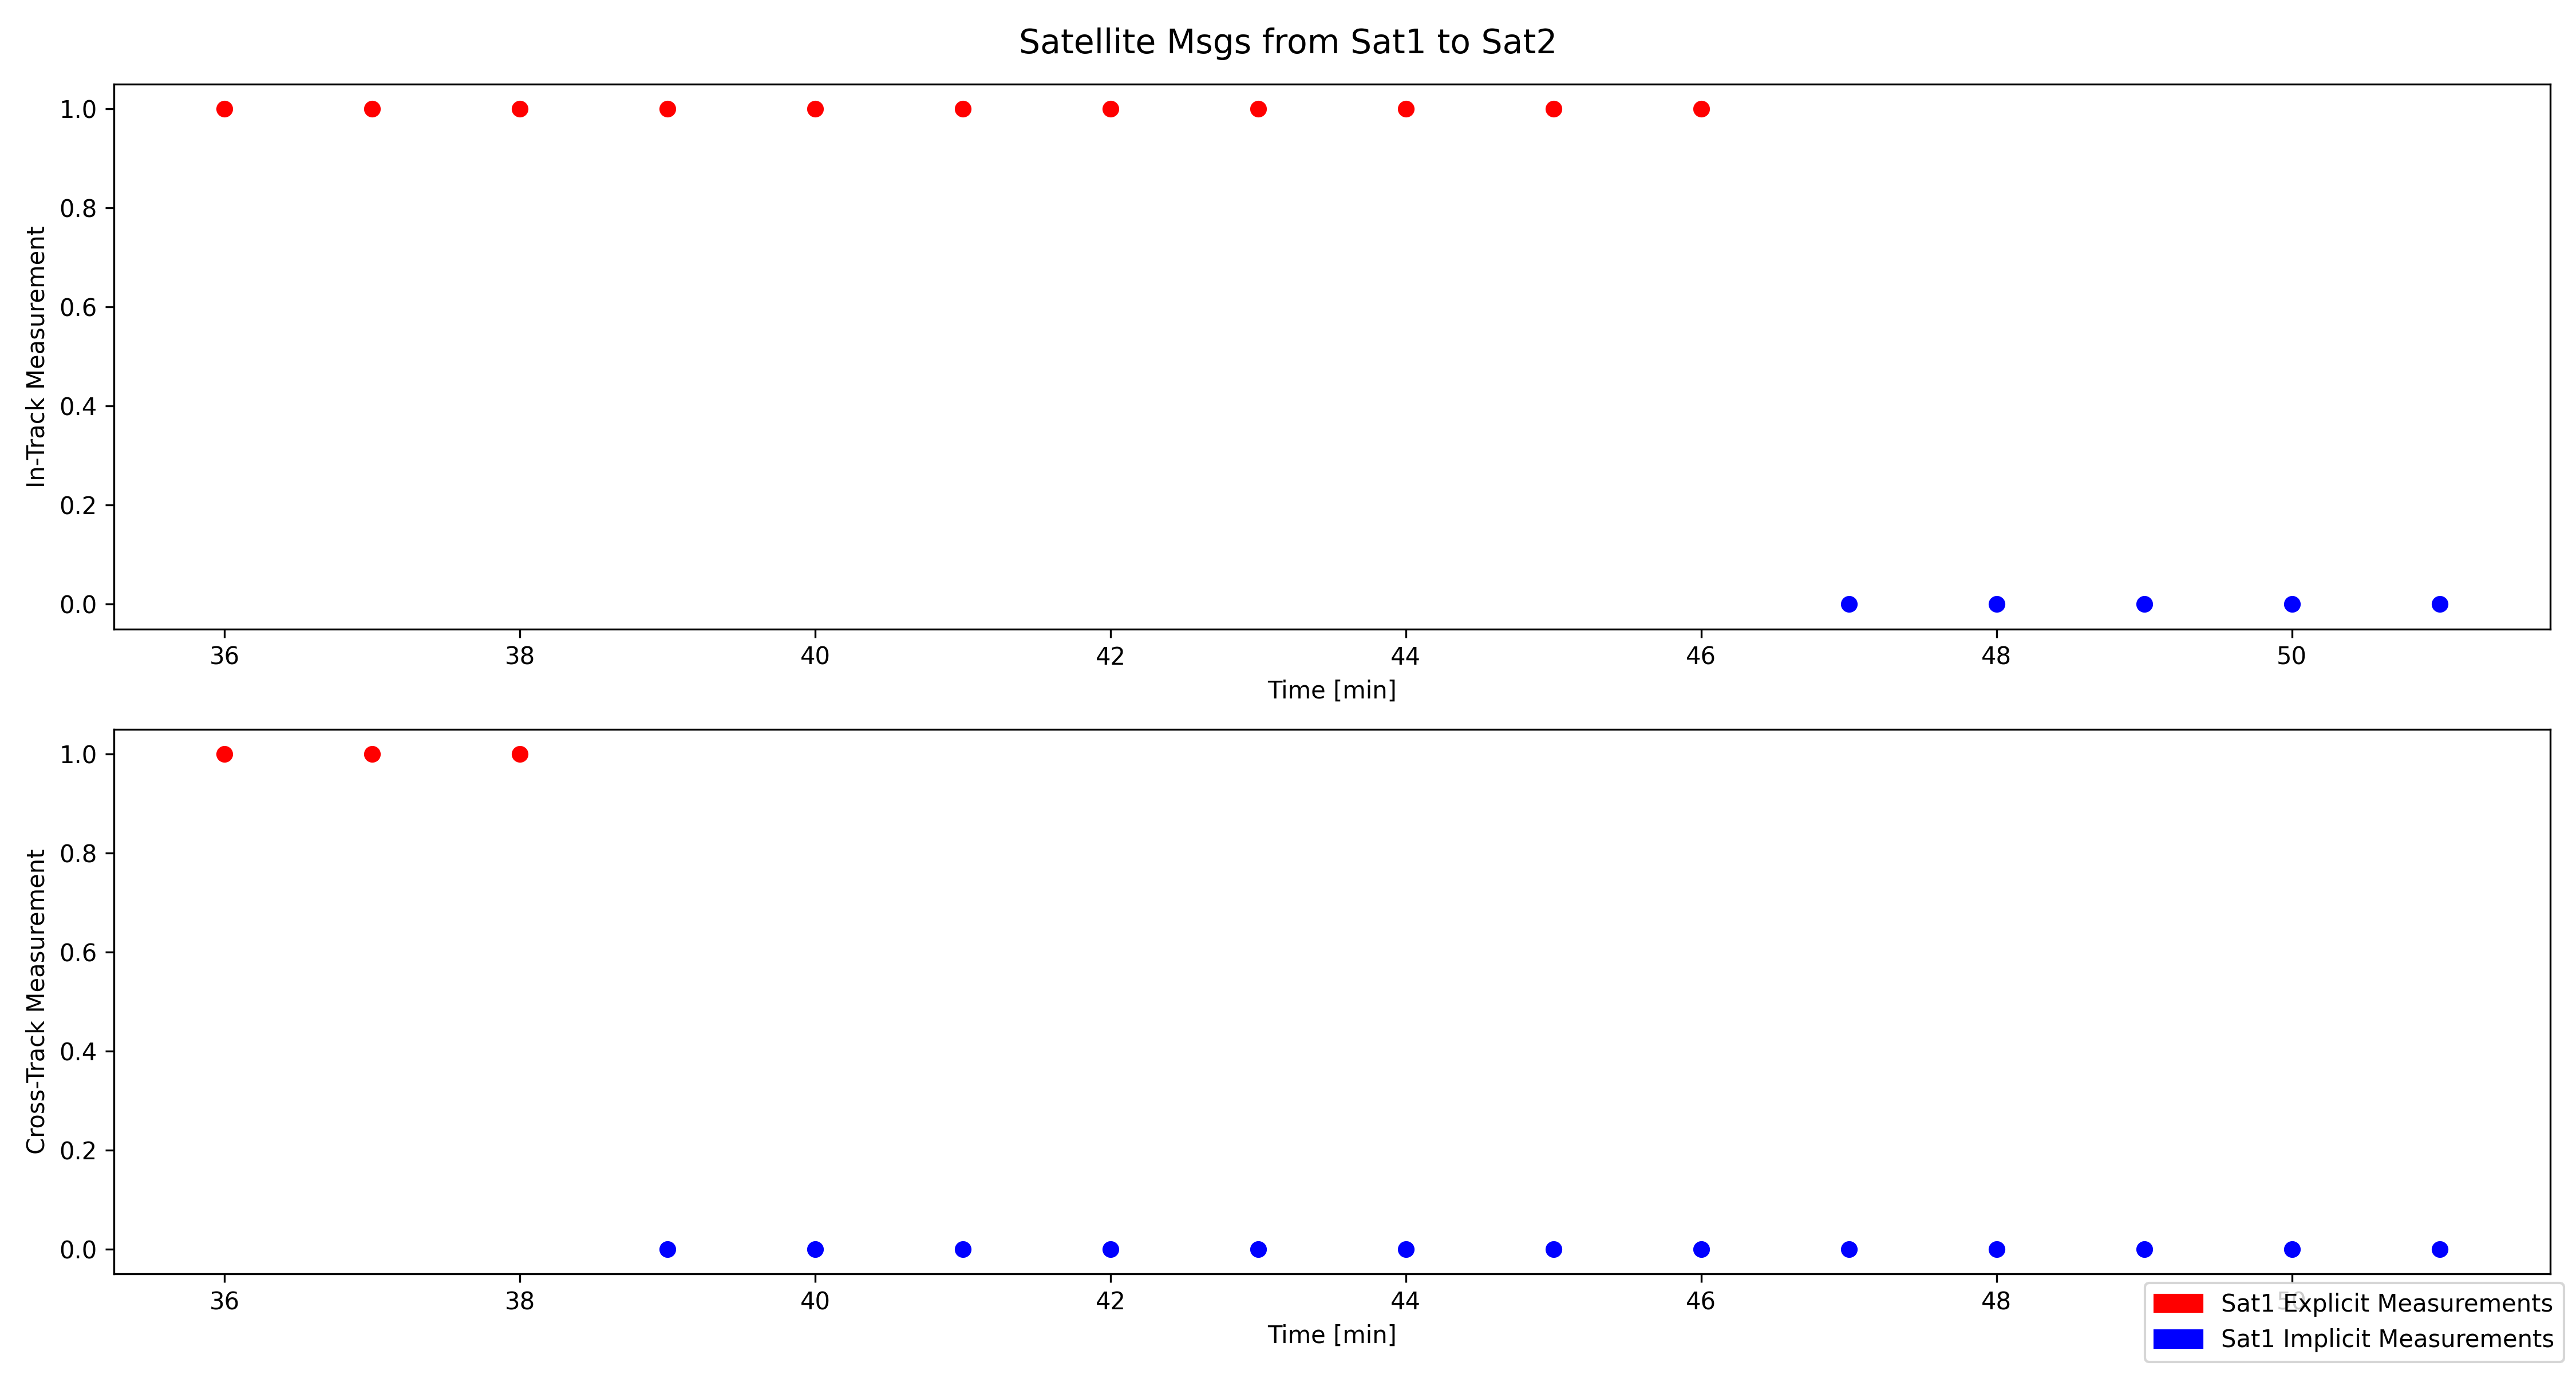 Satellite Msgs from Sat1 to Sat2
1.0
0.8
0.6
0.4
0.2
0.0
In-Track Measurement
36 38 40 42 44 46 48 50
Time [min]
1.0
0.8
0.6
0.4
0.2
0.0
Cross-Track Measurement
36 38 40 42 44 46 48 50
Time [min]
Sat1 Explicit Measurements
Sat1 Implicit Measurements